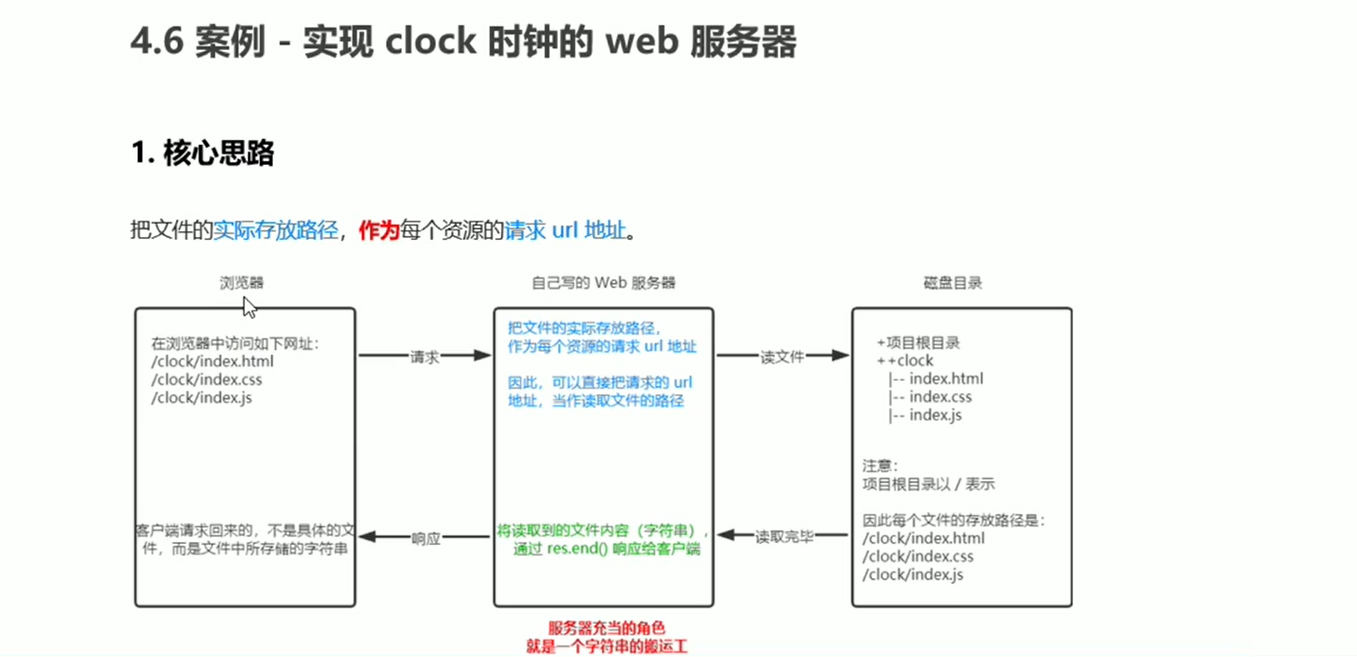 4.6 案例 - 实现 clock 时钟的 web 服务器
1. 核心思路
把文件的实际存放路径，作为每个资源的请求 url 地址。
浏览器
在浏览器中访问如下网址：
/clock/index.html
/clock/index.css
/clock/index.js
客户端请求回来的，不是具体的文
件，而是文件中所存储的字符串
请求
响应
自己写的 Web 服务器
把文件的实际存放路径，
作为每个资源的请求 url 地址
因此，可以直接把请求的 url
地址，当作读取文件的路径
将读取到的文件内容（字符串），
通过 res.end() 响应给客户端
服务器充当的角色
就是一个字符串的搬运工
读文件
读取完毕
磁盘目录
+项目根目录
++clock
|-- index.html
|-- index.css
|-- index.js
注意：
项目根目录以 / 表示
因此每个文件的存放路径是：
/clock/index.html
/clock/index.css
/clock/index.js